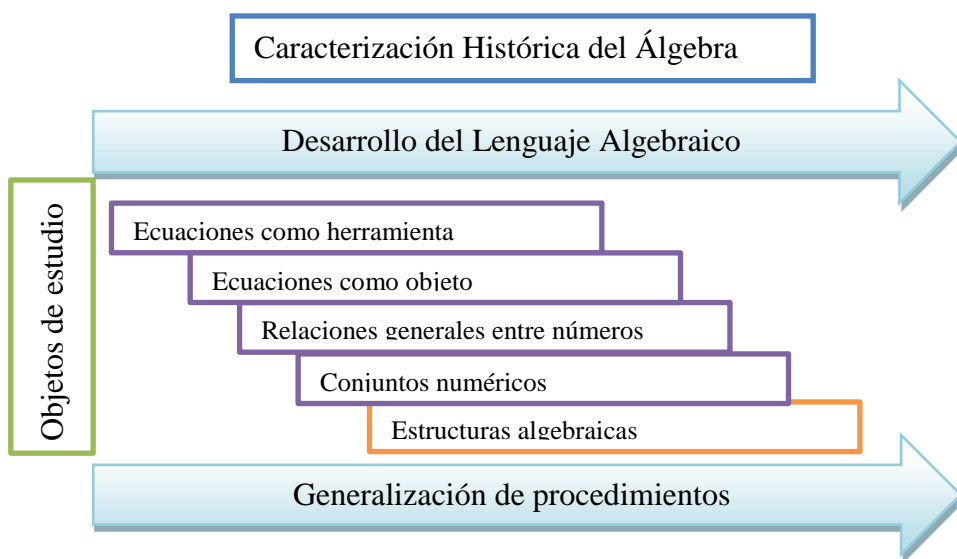 Caracterización Histórica del Álgebra
Desarrollo del Lenguaje Algebraico
Objetos de estudio
Ecuaciones como herramienta
Ecuaciones como objeto
Relaciones generales entre números
Conjuntos numéricos
Estructuras algebraicas
Generalización de procedimientos